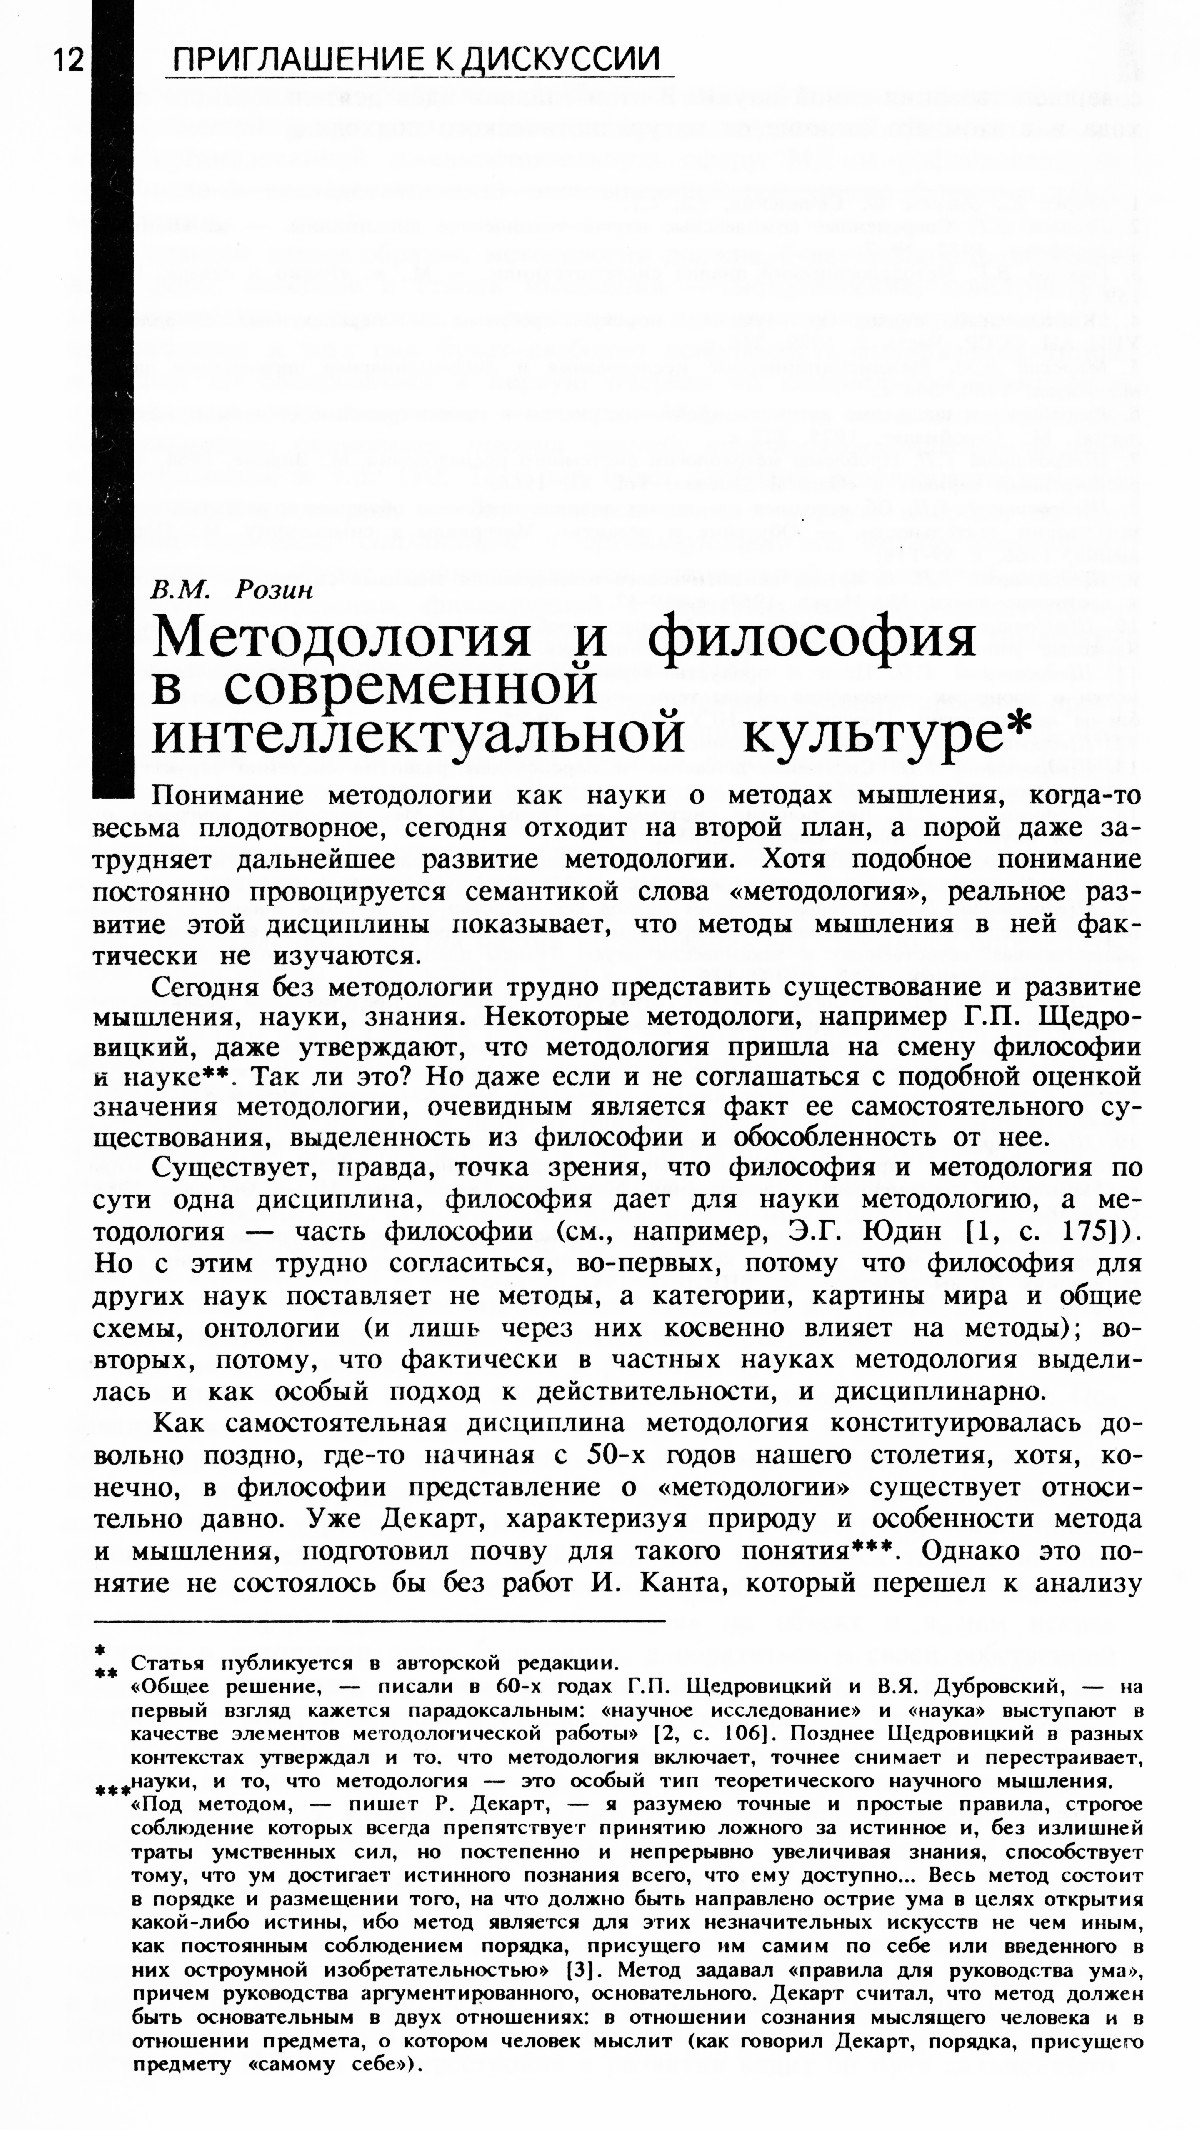 12
ПРИГЛАШЕНИЕ К ДИСКУССИИ
В.М. Розин
Методология и философия
в современной
интеллектуальной культуре*
Понимание методологии как науки о методах мышления, когда-то
весьма плодотворное, сегодня отходит на второй план, а порой даже за-
трудняет дальнейшее развитие методологии. Хотя подобное понимание
постоянно провоцируется семантикой слова «методология», реальное раз-
витие этой дисциплины показывает, что методы мышления в ней фак-
тически не изучаются.
Сегодня без методологии трудно представить существование и развитие
мышления, науки, знания. Некоторые методологи, например Г.П. Щедро-
вицкий, даже утверждают, что методология пришла на смену философии
и науке**. Так ли это? Но даже если и не соглашаться с подобной оценкой
значения методологии, очевидным является факт ее самостоятельного су-
ществования, выделенность из философии и обособленность от нее.
Существует, правда, точка зрения, что философия и методология по
сути одна дисциплина, философия дает для науки методологию, а ме-
тодология — часть философии (см., например, Э.Г. Юдин [1, с. 175]).
Но с этим трудно согласиться, во-первых, потому что философия для
других наук поставляет не методы, а категории, картины мира и общие
схемы, онтологии (и лишь через них косвенно влияет на методы); во-
вторых, потому, что фактически в частных науках методология выдели-
лась и как особый подход к действительности, и дисциплинарно.
Как самостоятельная дисциплина методология конституировалась до-
вольно поздно, где-то начиная с 50-х годов нашего столетия, хотя, ко-
нечно, в философии представление о «методологии» существует относи-
тельно давно. Уже Декарт, характеризуя природу и особенности метода
и мышления, подготовил почву для такого понятия***. Однако это по-
нятие не состоялось бы без работ И. Канта, который перешел к анализу
* Статья публикуется в авторской редакции.
** «Общее решение, — писали в 60-х годах Г.П. Щедровицкий и В.Я. Дубровский, — на
первый взгляд кажется парадоксальным: «научное исследование» и «наука» выступают в
качестве элементов методологической работы» [2, с. 106]. Позднее Щедровицкий в разных
контекстах утверждал и то. что методология включает, точнее снимает и перестраивает,
науки, и то, что методология — это особый тип теоретического научного мышления.
*** «Под методом, — пишет Р. Декарт, — я разумею точные и простые правила, строгое
соблюдение которых всегда препятствует принятию ложного за истинное и, без излишней
траты умственных сил, но постепенно и непрерывно увеличивая знания, способствует
тому, что ум достигает истинного познания всего, что ему доступно... Весь метод состоит
в порядке и размещении того, на что должно быть направлено острие ума в целях открытия
какой-либо истины, ибо метод является для этих незначительных искусств не чем иным,
как постоянным соблюдением порядка, присущего им самим по себе или введенного в
них остроумной изобретательностью» [3]. Метод задавал «правила для руководства ума»,
причем руководства аргументированного, основательного. Декарт считал, что метод должен
быть основательным в двух отношениях: в отношении сознания мыслящего человека и в
отношении предмета, о котором человек мыслит (как говорил Декарт, порядка, присущего
предмету «самому себе»).